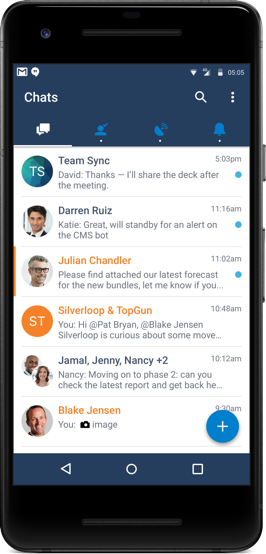 05:05
Chats
TS
Team Sync
5:03pm
David: Thanks — I'll share the deck after
the meeting.
Darren Ruiz
11:16am
Katie: Great, will standby for an alert on
the CMS bot
Julian Chandler
11:02am
Please find attached our latest forecast
for the new bundles, let me know if you...
ST
Silverloop & TopGun
10:48am
You: Hi @Pat Bryan, @Blake Jensen
Silverloop is curious about some move...
Jamal, Jenny, Nancy +2
10:12am
Nancy: Moving on to phase 2: can you
check the latest report and get back he...
Blake Jensen
9:30am
You: image